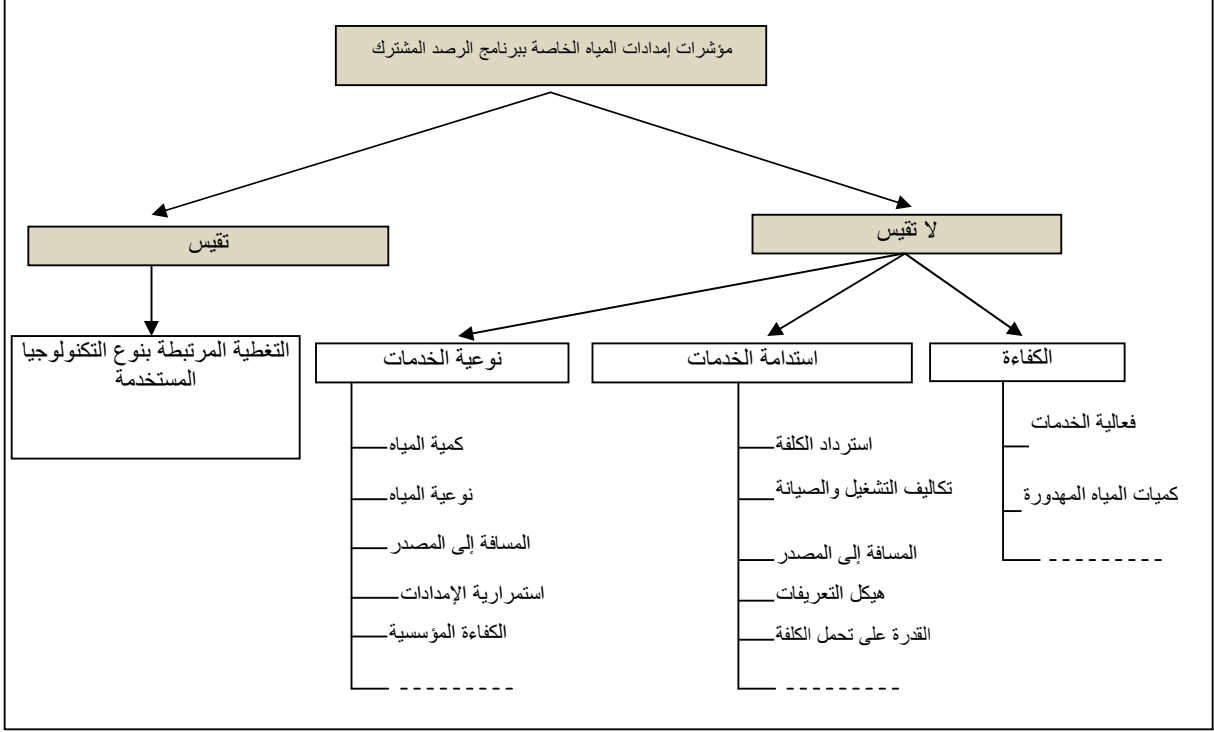 مؤشرات إمدادات المياه الخاصة ببرنامج الرصد المشترك
لا تقيس
تقيس
الكفاءة
فعالية الخدمات
كميات المياه المهدورة
استدامة الخدمات
استرداد الكلفة
تكاليف التشغيل والصيانة
المسافة إلى المصدر
هيكل التعريفات
القدرة على تحمل الكلفة
نوعية الخدمات
كمية المياه
نوعية المياه
المسافة إلى المصدر
استمرارية الإمدادات
الكفاءة المؤسسية
التغطية المرتبطة بنوع التكنولوجيا
المستخدمة